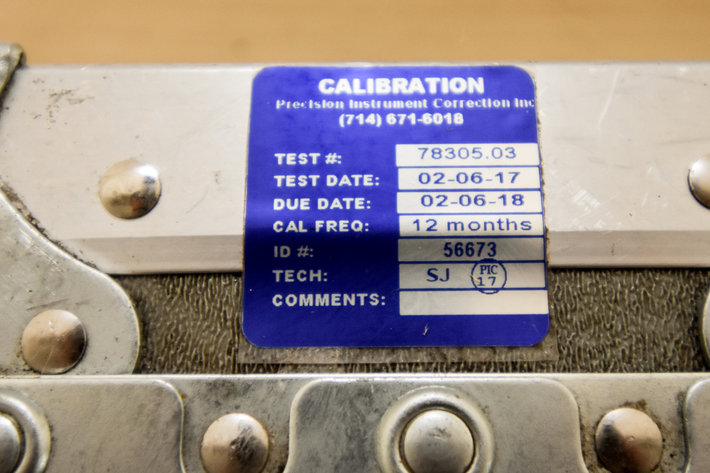 CALIBRATION
Precision Instrument Correction Inc
(714) 671-6018
TEST #: 78305.03
TEST DATE: 02-06-17
DUE DATE: 02-06-18
CAL FREQ: 12 months
ID #: 56673
TECH: SJ PIC 17
COMMENTS: